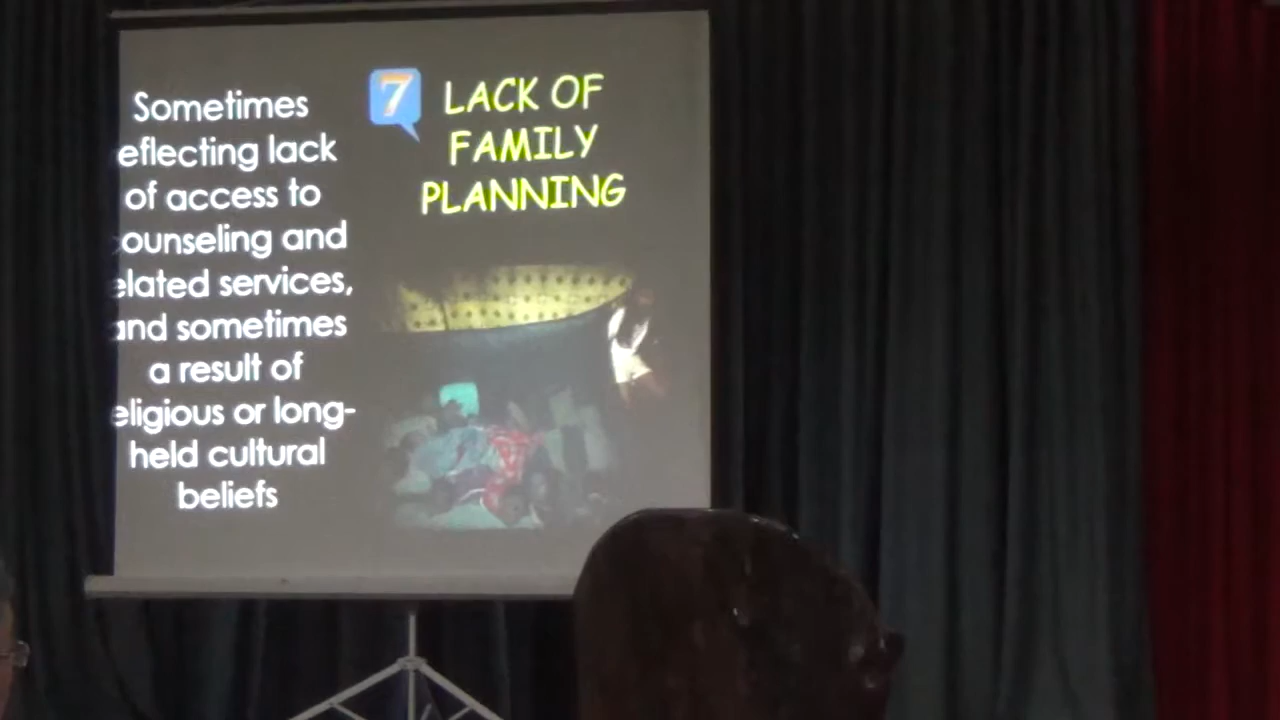 Sometimes
eflecting lack
of access to
ounseling and
elated services,
and sometimes
a result of
eligious or long-
held cultural
beliefs
7
LACK OF
FAMILY
PLANNING